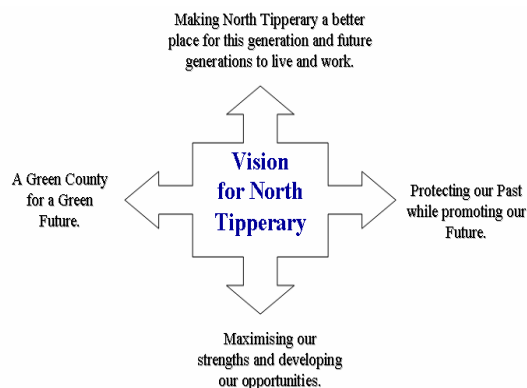 Making North Tipperary a better
place for this generation and future
generations to live and work.
A Green County
for a Green
Future.
Vision
for North
Tipperary
Protecting our Past
while promoting our
Future.
Maximising our
strengths and developing
our opportunities.